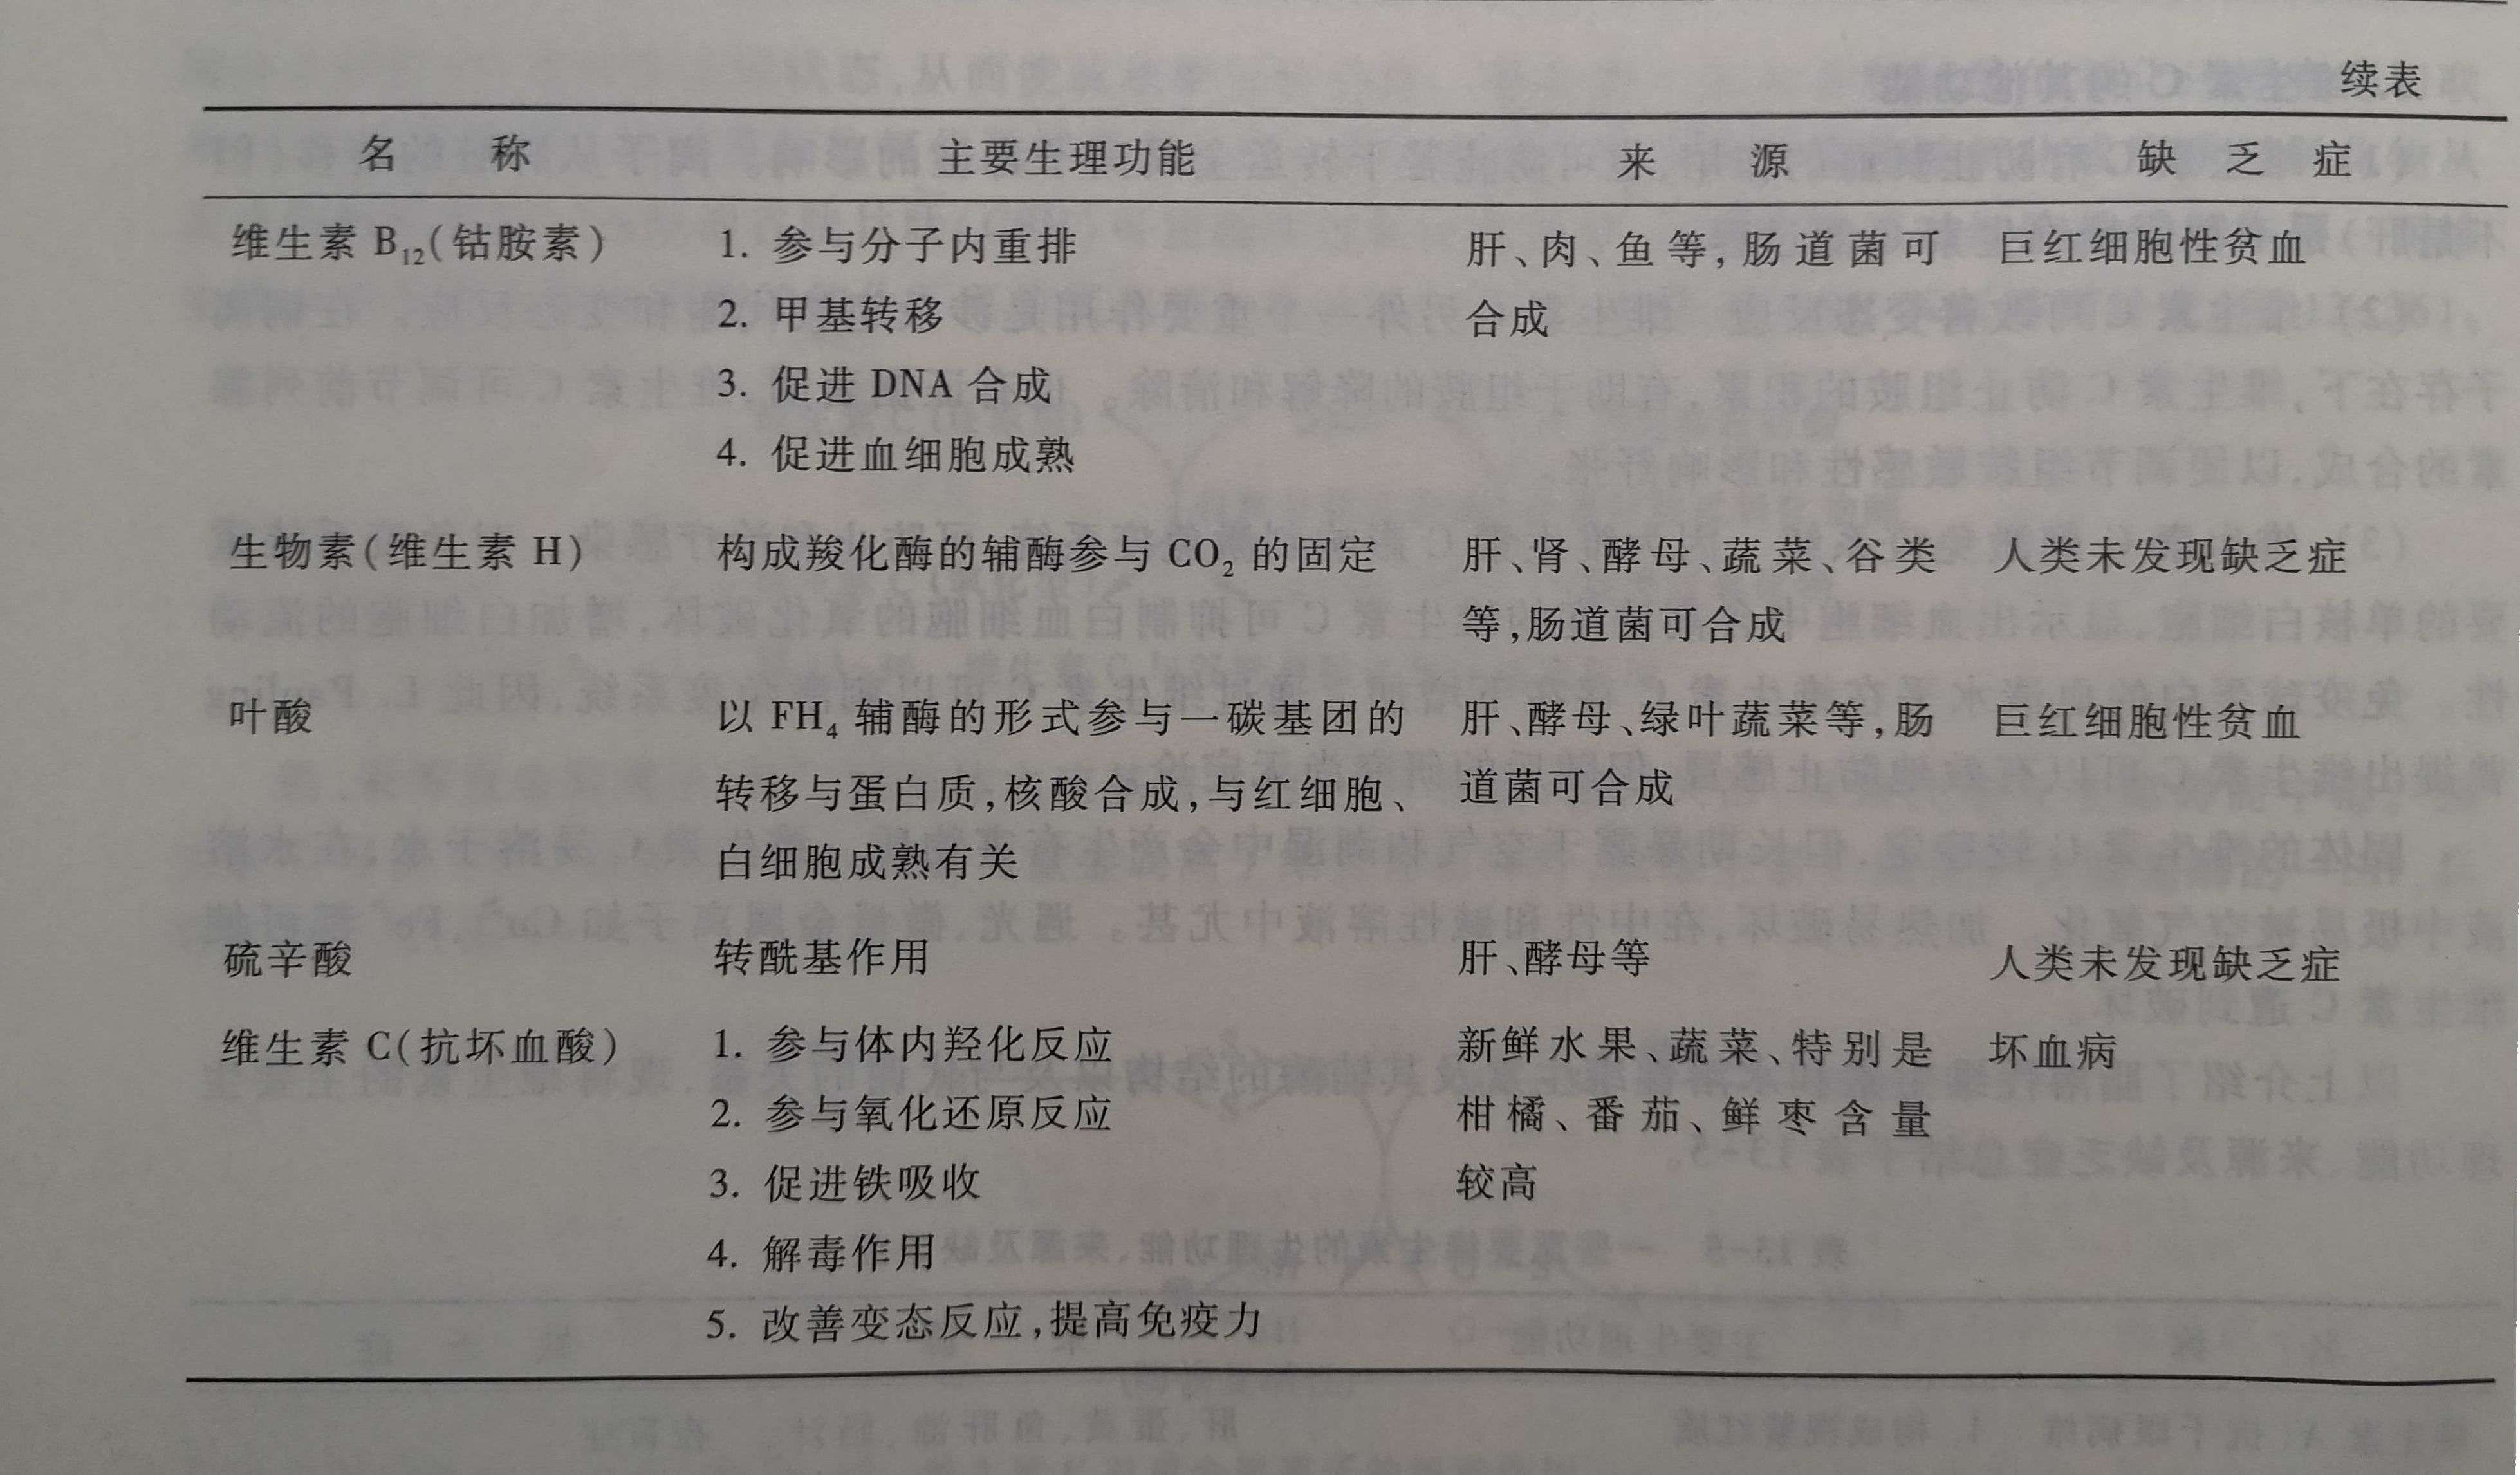 续表
名 称 主要生理功能 来 源 缺 乏 症
维生素 B₁₂(钴胺素) 1. 参与分子内重排 肝、肉、鱼等,肠道菌可 巨红细胞性贫血
2. 甲基转移 合成
3. 促进 DNA 合成
4. 促进血细胞成熟
生物素(维生素 H) 构成羧化酶的辅酶参与 CO₂ 的固定 肝、肾、酵母、蔬菜、谷类 人类未发现缺乏症
等,肠道菌可合成
叶酸 以 FH₄ 辅酶的形式参与一碳基团的 肝、酵母、绿叶蔬菜等,肠 巨红细胞性贫血
转移与蛋白质,核酸合成,与红细胞、 道菌可合成
白细胞成熟有关
硫辛酸 转酰基作用 肝、酵母等 人类未发现缺乏症
维生素 C(抗坏血酸) 1. 参与体内羟化反应 新鲜水果、蔬菜、特别是 坏血病
2. 参与氧化还原反应 柑橘、番茄、鲜枣含量
3. 促进铁吸收 较高
4. 解毒作用
5. 改善变态反应,提高免疫力